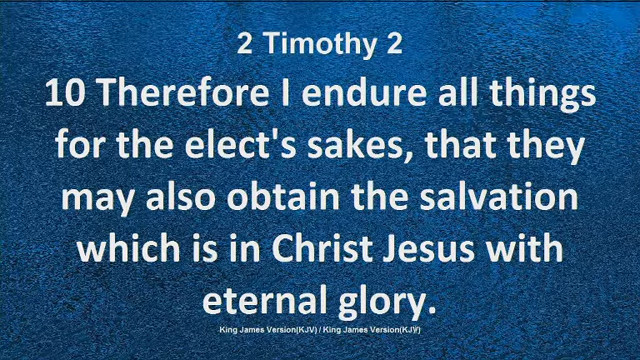 2 Timothy 2
10 Therefore I endure all things
for the elect's sakes, that they
may also obtain the salvation
which is in Christ Jesus with
eternal glory.
King James Version(KJV) / King James Version(KJV)